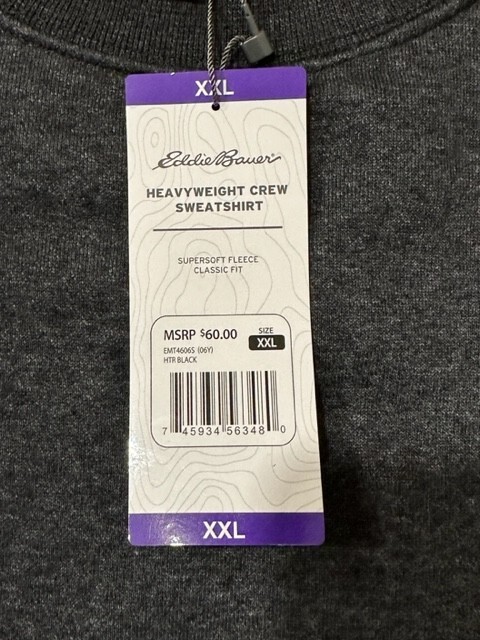 XXL
Eddie Bauer
HEAVYWEIGHT CREW
SWEATSHIRT
SUPERSOFT FLEECE
CLASSIC FIT
MSRP $60.00
SIZE
XXL
EMT4606S (06Y)
HTR BLACK
7 45934 56348 0
XXL